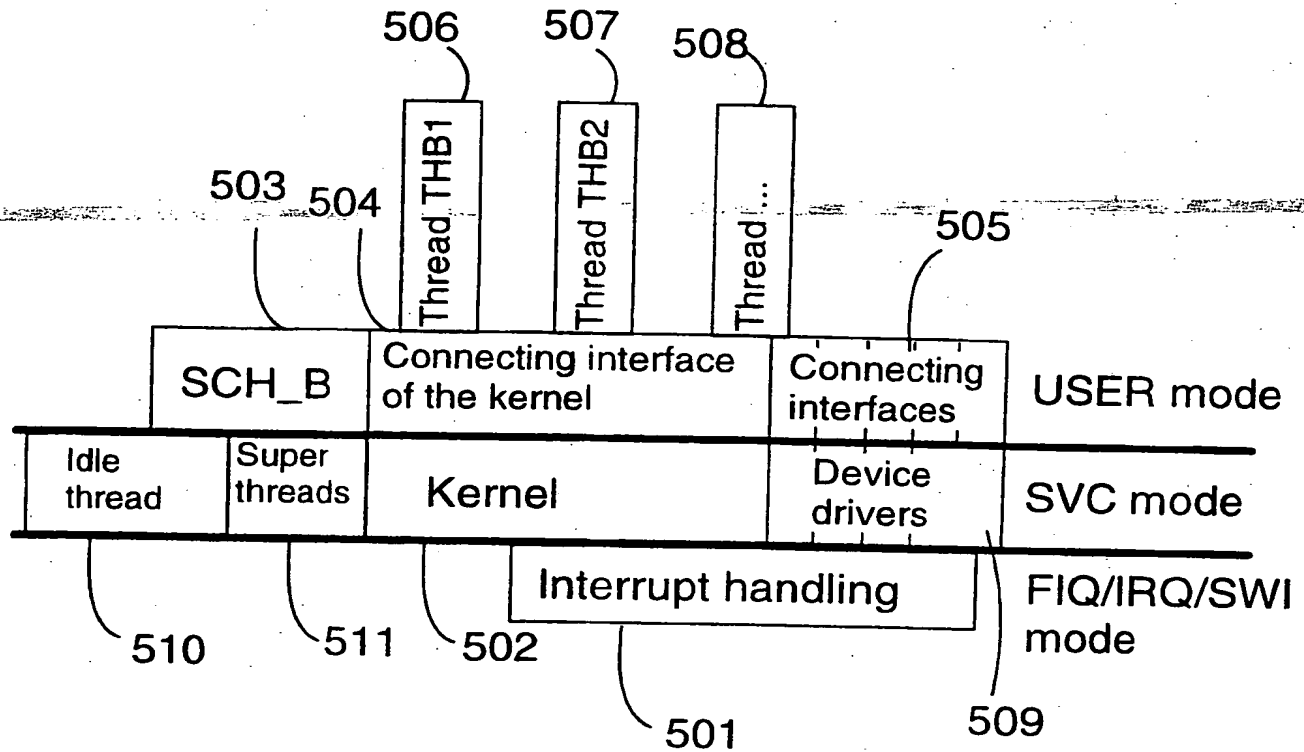 506
507
508
Thread THB1
Thread THB2
Thread ...
503
504
505
SCH_B
Connecting interface
of the kernel
Connecting
interfaces
USER mode
Idle
thread
Super
threads
Kernel
Device
drivers
SVC mode
Interrupt handling
FIQ/IRQ/SWI
mode
510
511
502
501
509